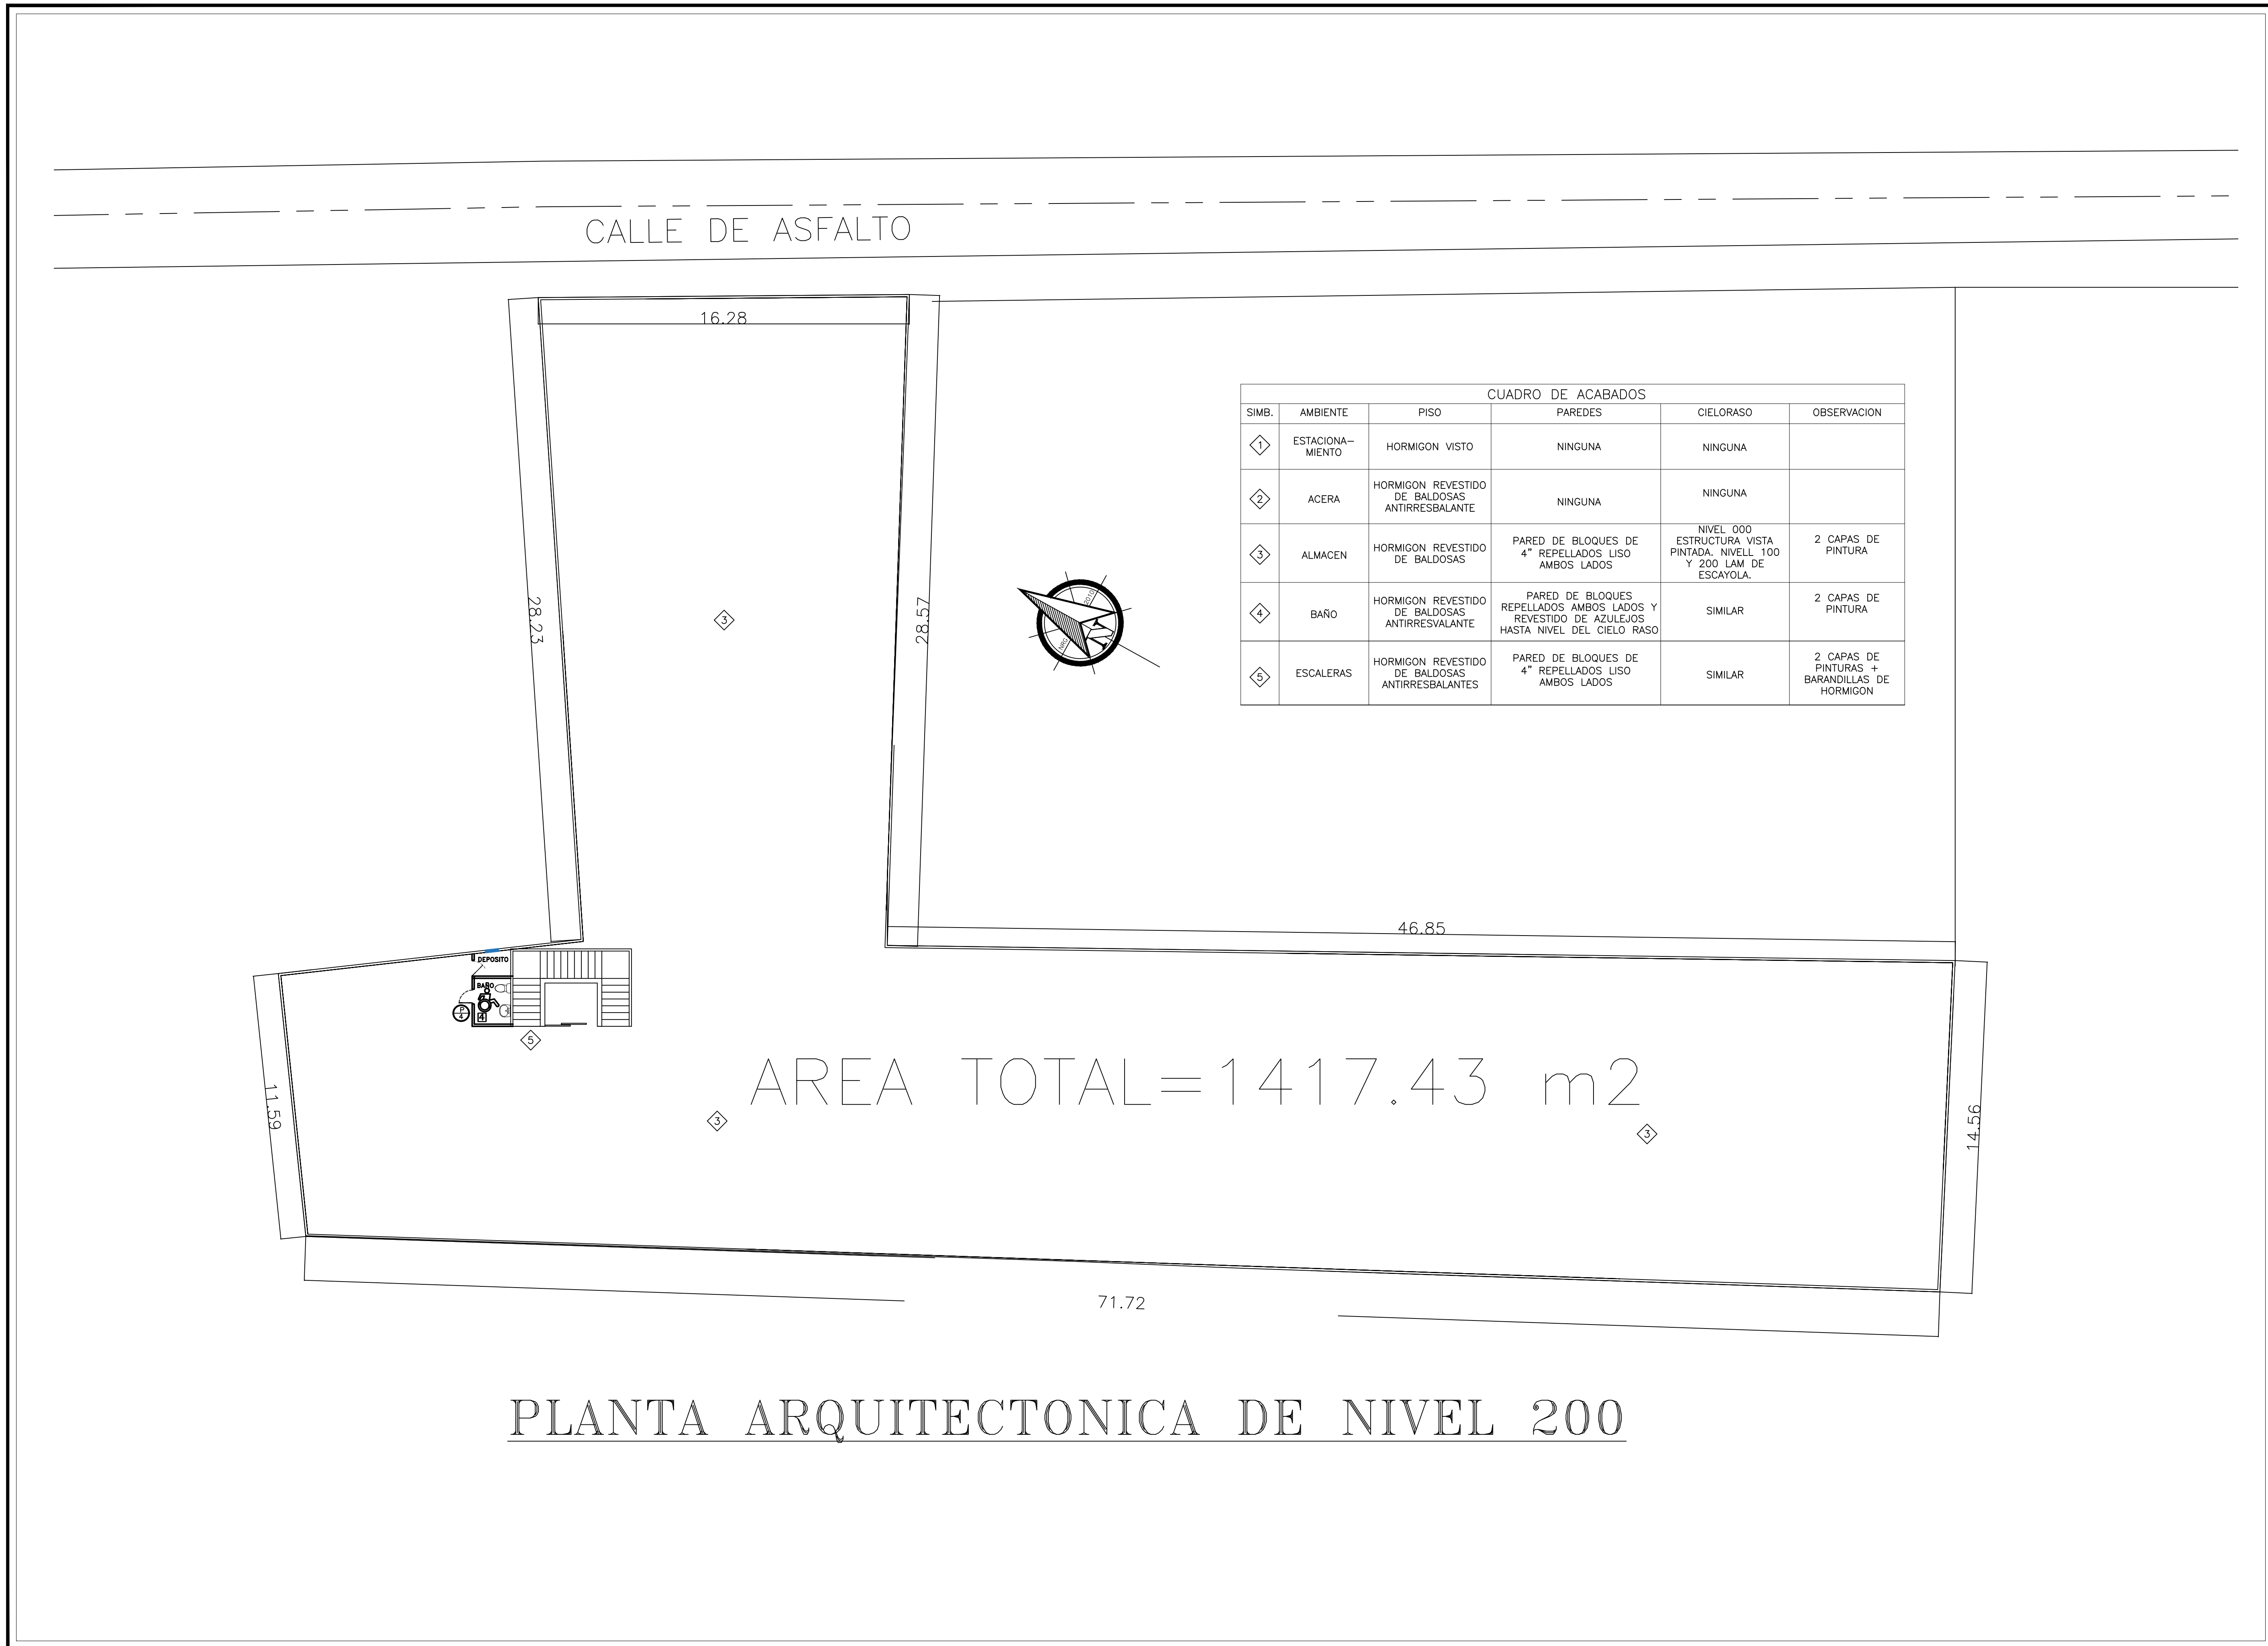 CALLE DE ASFALTO
16.28
28.23
28.57
3
2010
NRG
N
CUADRO DE ACABADOS
SIMB. AMBIENTE PISO PAREDES CIELORASO OBSERVACION
1
ESTACIONA-
MIENTO
HORMIGON VISTO
NINGUNA
NINGUNA
2
ACERA
HORMIGON REVESTIDO
DE BALDOSAS
ANTIRRESBALANTE
NINGUNA
NINGUNA
3
ALMACEN
HORMIGON REVESTIDO
DE BALDOSAS
PARED DE BLOQUES DE
4" REPELLADOS LISO
AMBOS LADOS
NIVEL 000
ESTRUCTURA VISTA
PINTADA. NIVELL 100
Y 200 LAM DE
ESCAYOLA.
2 CAPAS DE
PINTURA
4
BAÑO
HORMIGON REVESTIDO
DE BALDOSAS
ANTIRRESVALANTE
PARED DE BLOQUES
REPELLADOS AMBOS LADOS Y
REVESTIDO DE AZULEJOS
HASTA NIVEL DEL CIELO RASO
SIMILAR
2 CAPAS DE
PINTURA
5
ESCALERAS
HORMIGON REVESTIDO
DE BALDOSAS
ANTIRRESBALANTES
PARED DE BLOQUES DE
4" REPELLADOS LISO
AMBOS LADOS
SIMILAR
2 CAPAS DE
PINTURAS +
BARANDILLAS DE
HORMIGON
46.85
DEPOSITO
BAÑO
P
4
4
5
11.59
AREA TOTAL=1417.43 m2
3
3
14.56
71.72
PLANTA ARQUITECTONICA DE NIVEL 200